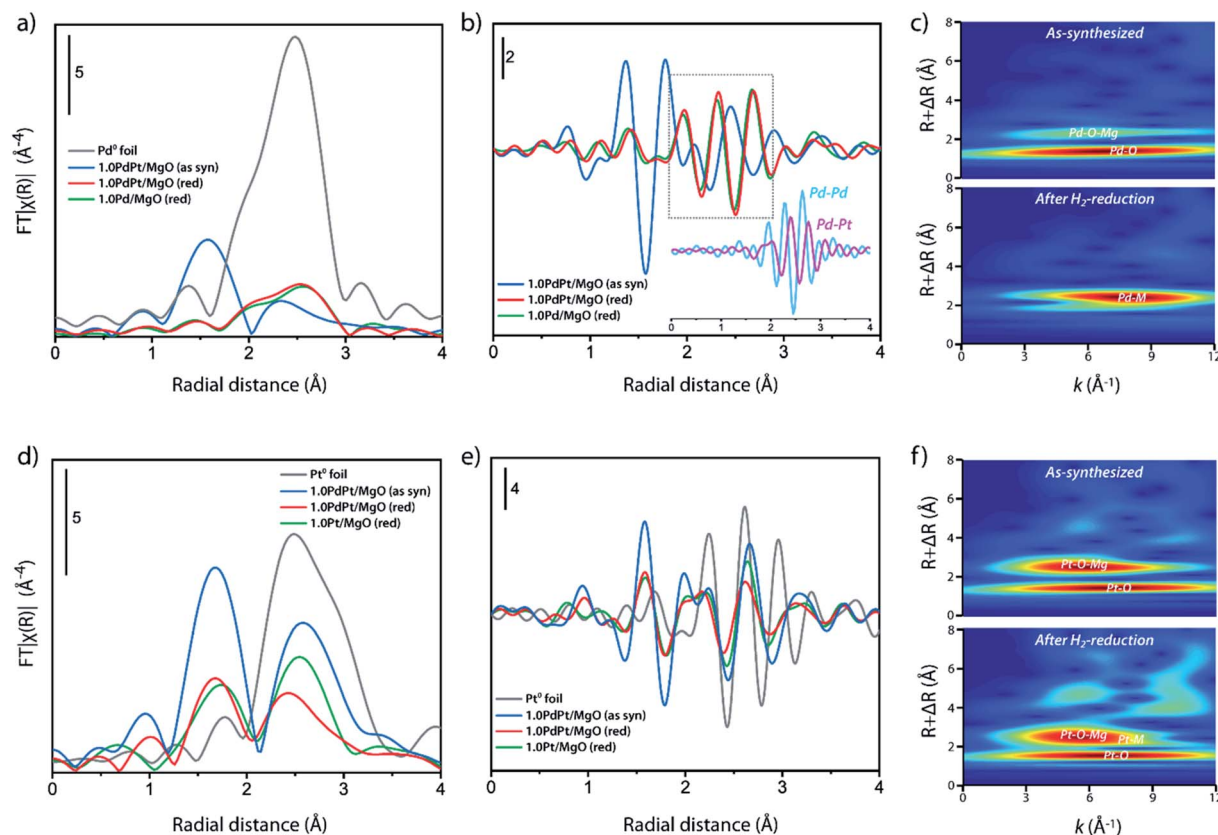 a)
5
Pd⁰ foil
1.0PdPt/MgO (as syn)
1.0PdPt/MgO (red)
1.0Pd/MgO (red)
FT|χ(R)| (Å⁻⁴)
0 1 2 3 4
Radial distance (Å)
b)
2
Pd-Pd
Pd-Pt
1.0PdPt/MgO (as syn)
1.0PdPt/MgO (red)
1.0Pd/MgO (red)
0 1 2 3 4
0 1 2 3 4
Radial distance (Å)
c)
As-synthesized
Pd-O-Mg
Pd-O
R+ΔR (Å)
8
6
4
2
0
After H₂-reduction
Pd-M
R+ΔR (Å)
8
6
4
2
0
0 3 6 9 12
k (Å⁻¹)
d)
5
Pt⁰ foil
1.0PdPt/MgO (as syn)
1.0PdPt/MgO (red)
1.0Pt/MgO (red)
FT|χ(R)| (Å⁻⁴)
0 1 2 3 4
Radial distance (Å)
e)
4
Pt⁰ foil
1.0PdPt/MgO (as syn)
1.0PdPt/MgO (red)
1.0Pt/MgO (red)
0 1 2 3 4
Radial distance (Å)
f)
As-synthesized
Pt-O-Mg
Pt-O
R+ΔR (Å)
8
6
4
2
0
After H₂-reduction
Pt-O-Mg
Pt-M
Pt-O
R+ΔR (Å)
8
6
4
2
0
0 3 6 9 12
k (Å⁻¹)